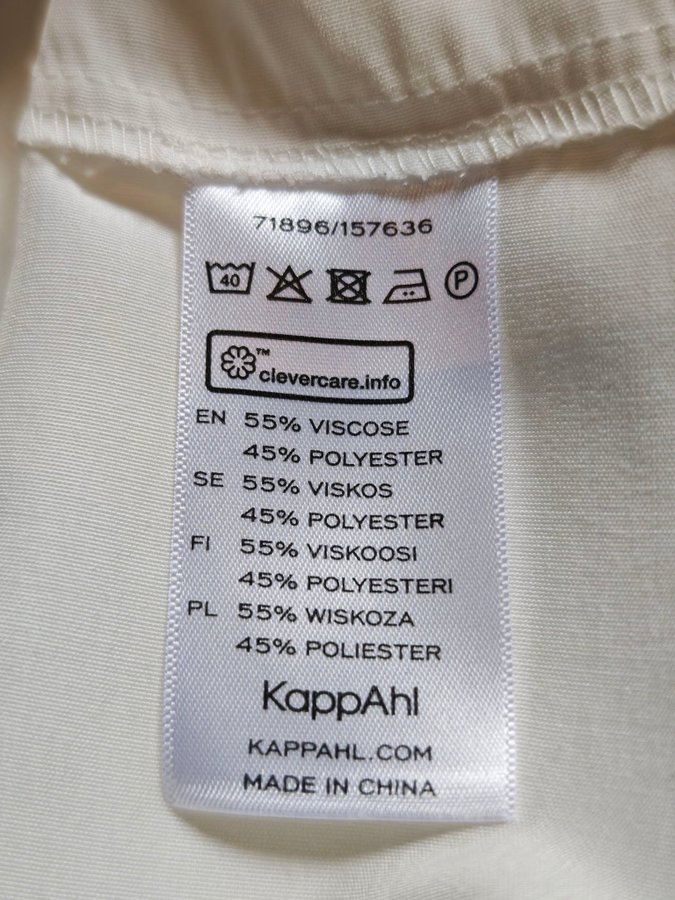 71896/157636
40 P
™
clevercare.info
EN 55% VISCOSE
45% POLYESTER
SE 55% VISKOS
45% POLYESTER
FI 55% VISKOOSI
45% POLYESTERI
PL 55% WISKOZA
45% POLIESTER
KappAhl
KAPPAHL.COM
MADE IN CHINA